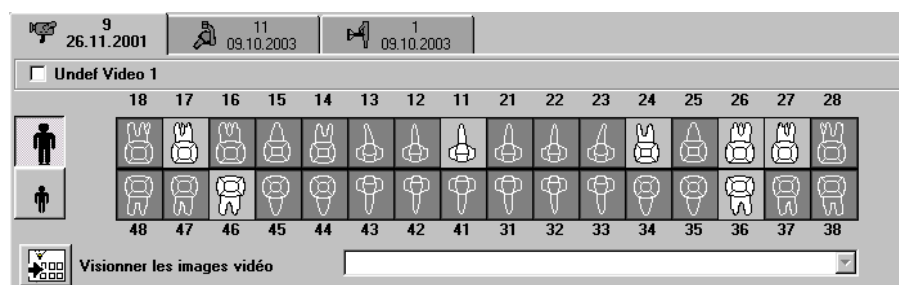 9 11 1
26.11.2001 09.10.2003 09.10.2003
Undef Video 1
18 17 16 15 14 13 12 11 21 22 23 24 25 26 27 28
48 47 46 45 44 43 42 41 31 32 33 34 35 36 37 38
Visionner les images vidéo